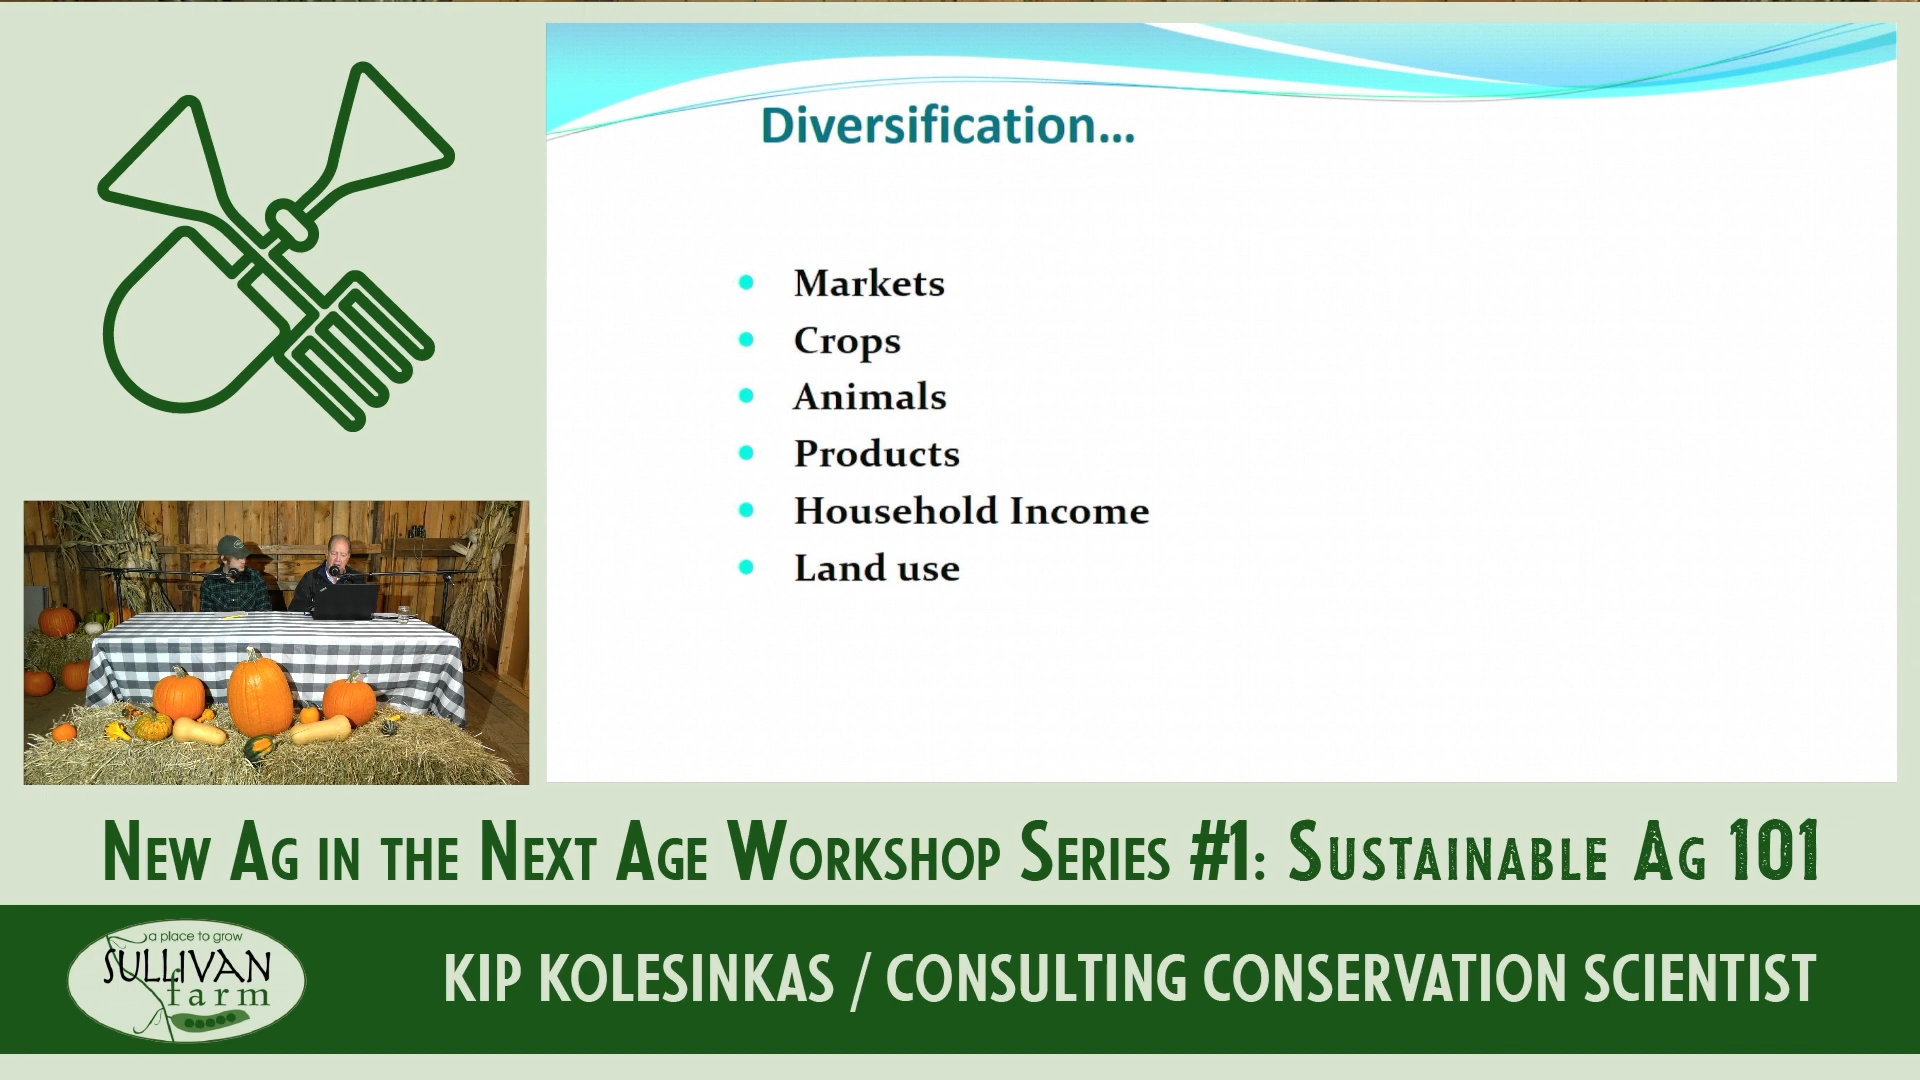 Diversification...
Markets
Crops
Animals
Products
Household Income
Land use
New Ag in the Next Age Workshop Series #1: Sustainable Ag 101
a place to grow
SULLIVAN
farm
KIP KOLESINKAS / CONSULTING CONSERVATION SCIENTIST